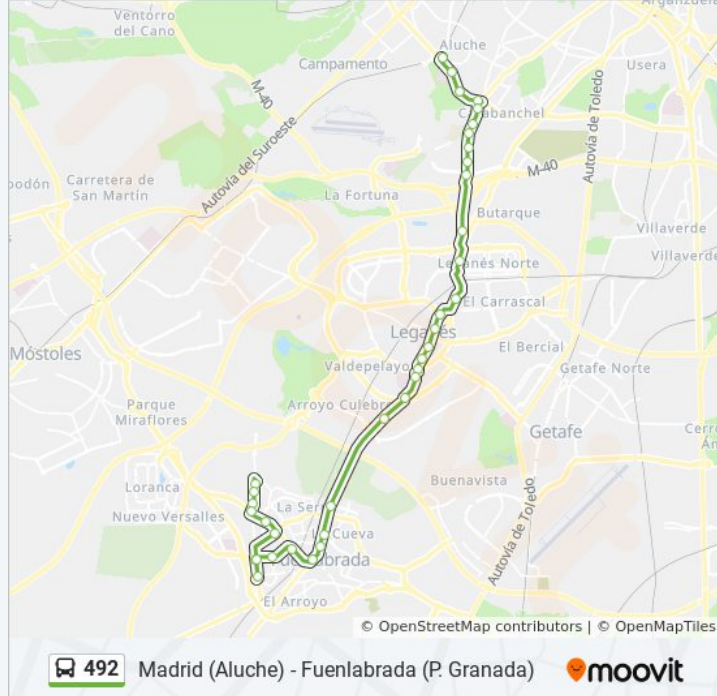 Ventorro
del Cano
Arganzuela
Aluche
Campamento
Usera
M-40
Carabanchel
Autovía de Toledo
Autovía del Suroeste
M-40
Carretera de
San Martín
La Fortuna
Butarque
Villaverde
Leganés Norte
Villaverde
El Carrascal
Leganés
Móstoles
El Bercial
Valdepelayo
Getafe Norte
Parque
Miraflores
Arroyo Culebro
Getafe
Loranca
Buenavista
Nuevo Versalles
La Serna
La Cueva
Autovía de Toledo
Fuenlabrada
El Arroyo
© OpenStreetMap contributors | © OpenMapTiles
492 Madrid (Aluche) - Fuenlabrada (P. Granada) moovit